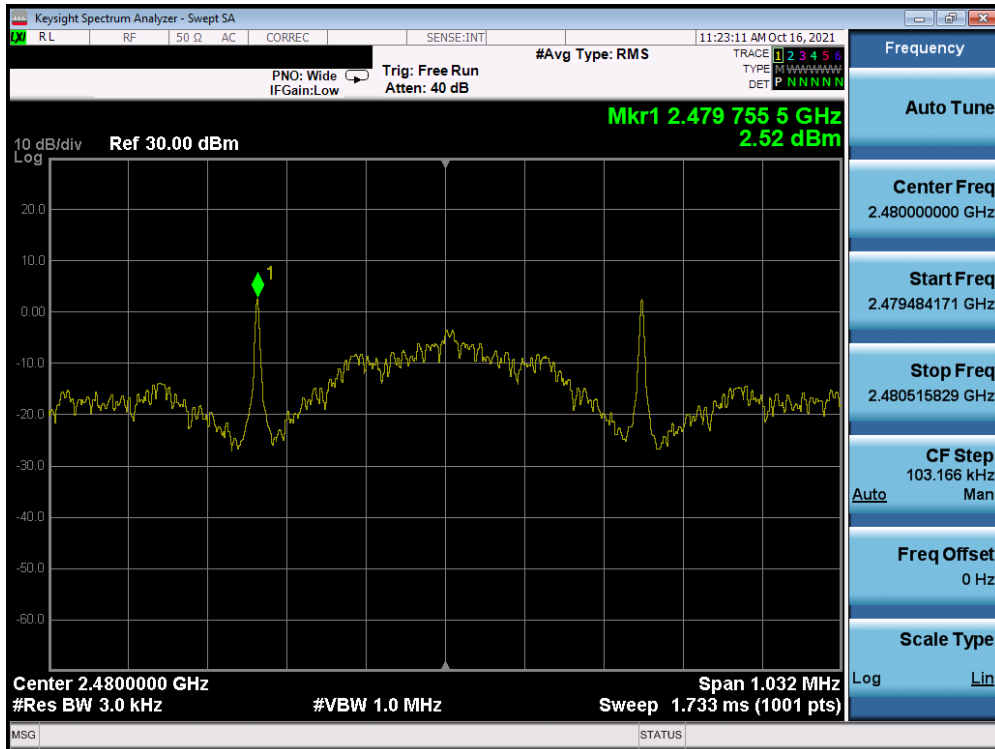 Keysight Spectrum Analyzer - Swept SA
LXI RL RF 50 Ω AC CORREC SENSE:INT 11:23:11 AM Oct 16, 2021
#Avg Type: RMS
TRACE 1 2 3 4 5 6
TYPE M W W W W W
DET P N N N N N
PNO: Wide Trig: Free Run
IFGain:Low Atten: 40 dB
Mkr1 2.479 755 5 GHz
2.52 dBm
10 dB/div Ref 30.00 dBm
Log
20.0
10.0
0.00
-10.0
-20.0
-30.0
-40.0
-50.0
-60.0
1
Center 2.4800000 GHz Span 1.032 MHz
#Res BW 3.0 kHz #VBW 1.0 MHz Sweep 1.733 ms (1001 pts)
MSG STATUS
Frequency
Auto Tune
Center Freq
2.480000000 GHz
Start Freq
2.479484171 GHz
Stop Freq
2.480515829 GHz
CF Step
103.166 kHz
Auto Man
Freq Offset
0 Hz
Scale Type
Log Lin